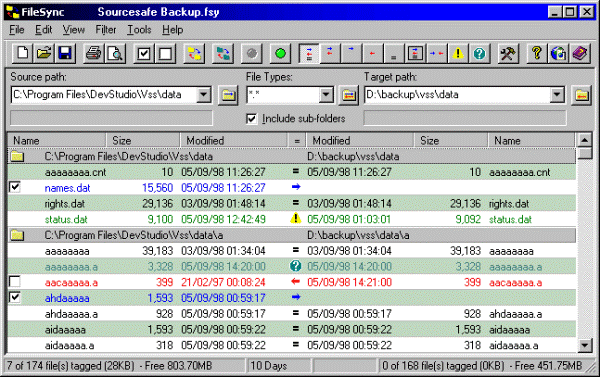 FileSync Sourcesafe Backup.fsy
File Edit View Filter Tools Help
Source path: File Types: Target path:
C:\Program Files\DevStudio\Vss\data *.* D:\backup\vss\data
Include sub-folders
Name Size Modified = Modified Size Name
C:\Program Files\DevStudio\Vss\data D:\backup\vss\data
aaaaaaaa.cnt 10 05/09/98 11:26:27 = 05/09/98 11:26:27 10 aaaaaaaa.cnt
names.dat 15,560 05/09/98 11:26:27
rights.dat 29,136 03/09/98 01:48:14 = 03/09/98 01:48:14 29,136 rights.dat
status.dat 9,100 05/09/98 12:42:49 05/09/98 01:03:01 9,092 status.dat
C:\Program Files\DevStudio\Vss\data\a D:\backup\vss\data\a
aaaaaaaa 39,183 03/09/98 01:34:04 = 03/09/98 01:34:04 39,183 aaaaaaaa
aaaaaaaa.a 3,328 05/09/98 14:20:00 05/09/98 14:20:00 3,328 aaaaaaaa.a
aacaaaaa.a 399 21/02/97 00:08:24 05/09/98 14:21:00 399 aacaaaaa.a
ahdaaaaa 1,593 05/09/98 00:59:17
ahdaaaaa.a 928 05/09/98 00:59:17 = 05/09/98 00:59:17 928 ahdaaaaa.a
aidaaaaa 1,593 05/09/98 00:59:22 = 05/09/98 00:59:22 1,593 aidaaaaa
aidaaaaa.a 318 05/09/98 00:59:22 = 05/09/98 00:59:22 318 aidaaaaa.a
7 of 174 file(s) tagged (28KB) - Free 803.70MB 10 Days 0 of 168 file(s) tagged (0KB) - Free 451.75MB